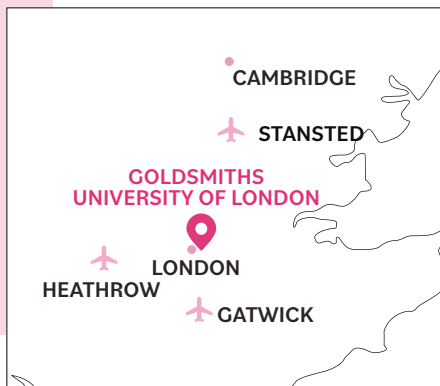 CAMBRIDGE
STANSTED
GOLDSMITHS
UNIVERSITY OF LONDON
LONDON
HEATHROW
GATWICK